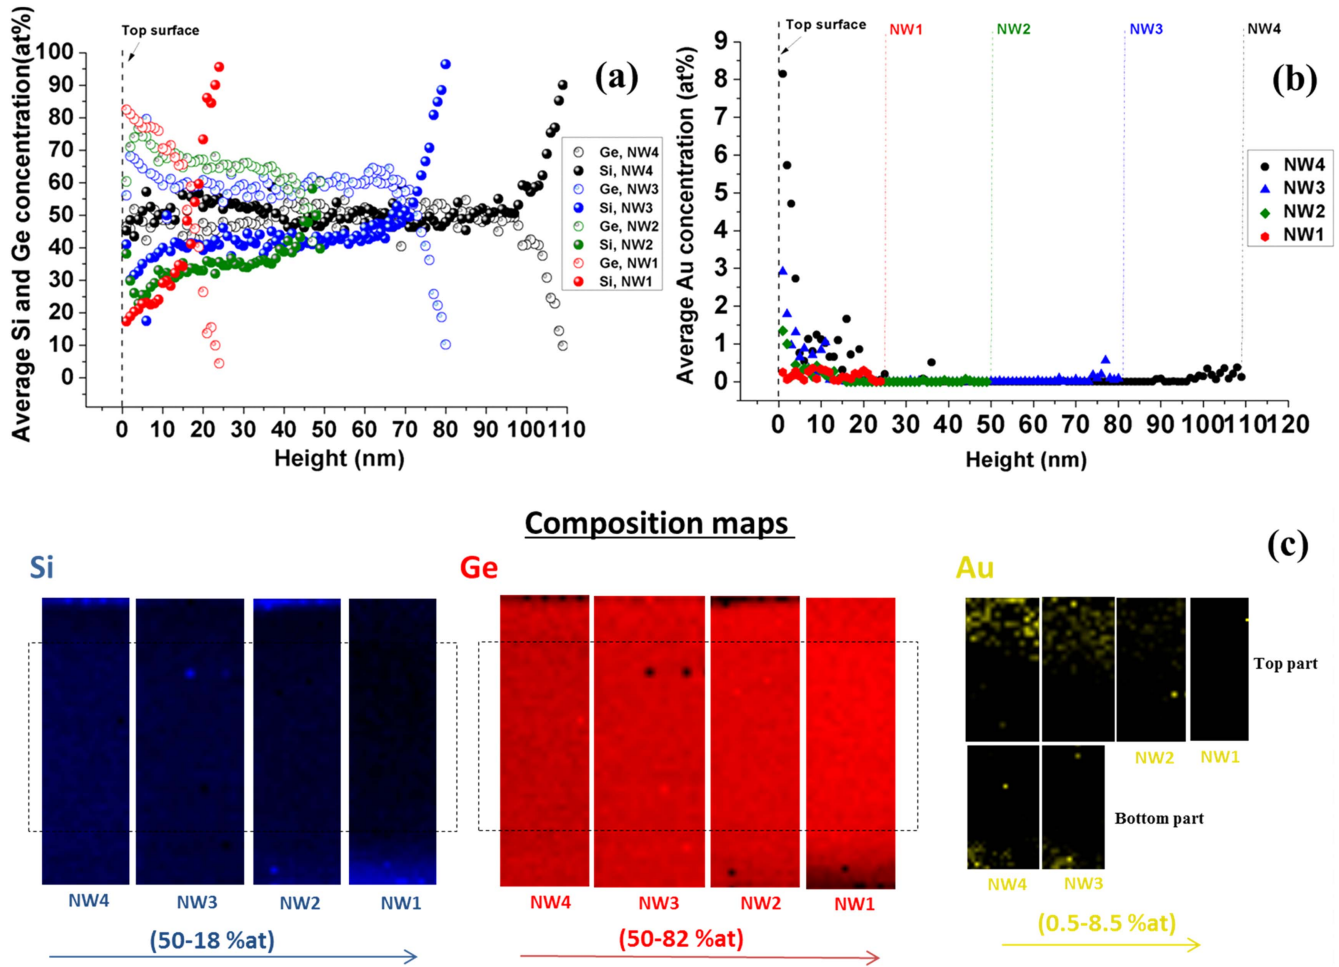 Top surface
(a)
Average Si and Ge concentration(at%)
100
90
80
70
60
50
40
30
20
10
0
0 10 20 30 40 50 60 70 80 90 100 110
Height (nm)
Ge, NW4
Si, NW4
Ge, NW3
Si, NW3
Ge, NW2
Si, NW2
Ge, NW1
Si, NW1
Top surface
NW1 NW2 NW3 NW4
(b)
Average Au concentration (at%)
9
8
7
6
5
4
3
2
1
0
0 10 20 30 40 50 60 70 80 90 100 110 120
Height (nm)
NW4
NW3
NW2
NW1
Composition maps
(c)
Si
NW4 NW3 NW2 NW1
(50-18 %at)
Ge
NW4 NW3 NW2 NW1
(50-82 %at)
Au
Top part
NW2 NW1
Bottom part
NW4 NW3
(0.5-8.5 %at)